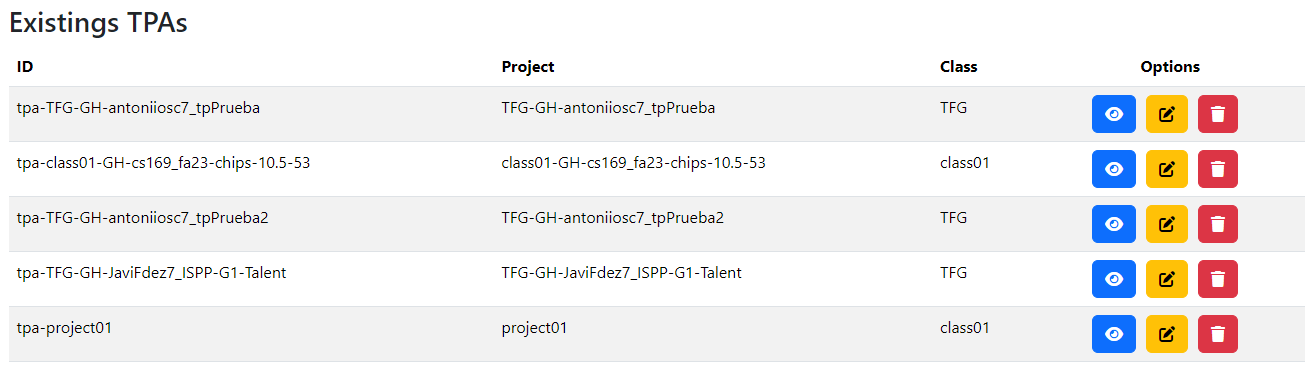 Existings TPAs
ID Project Class Options
tpa-TFG-GH-antoniiosc7_tpPrueba TFG-GH-antoniiosc7_tpPrueba TFG
tpa-class01-GH-cs169_fa23-chips-10.5-53 class01-GH-cs169_fa23-chips-10.5-53 class01
tpa-TFG-GH-antoniiosc7_tpPrueba2 TFG-GH-antoniiosc7_tpPrueba2 TFG
tpa-TFG-GH-JaviFdez7_ISPP-G1-Talent TFG-GH-JaviFdez7_ISPP-G1-Talent TFG
tpa-project01 project01 class01